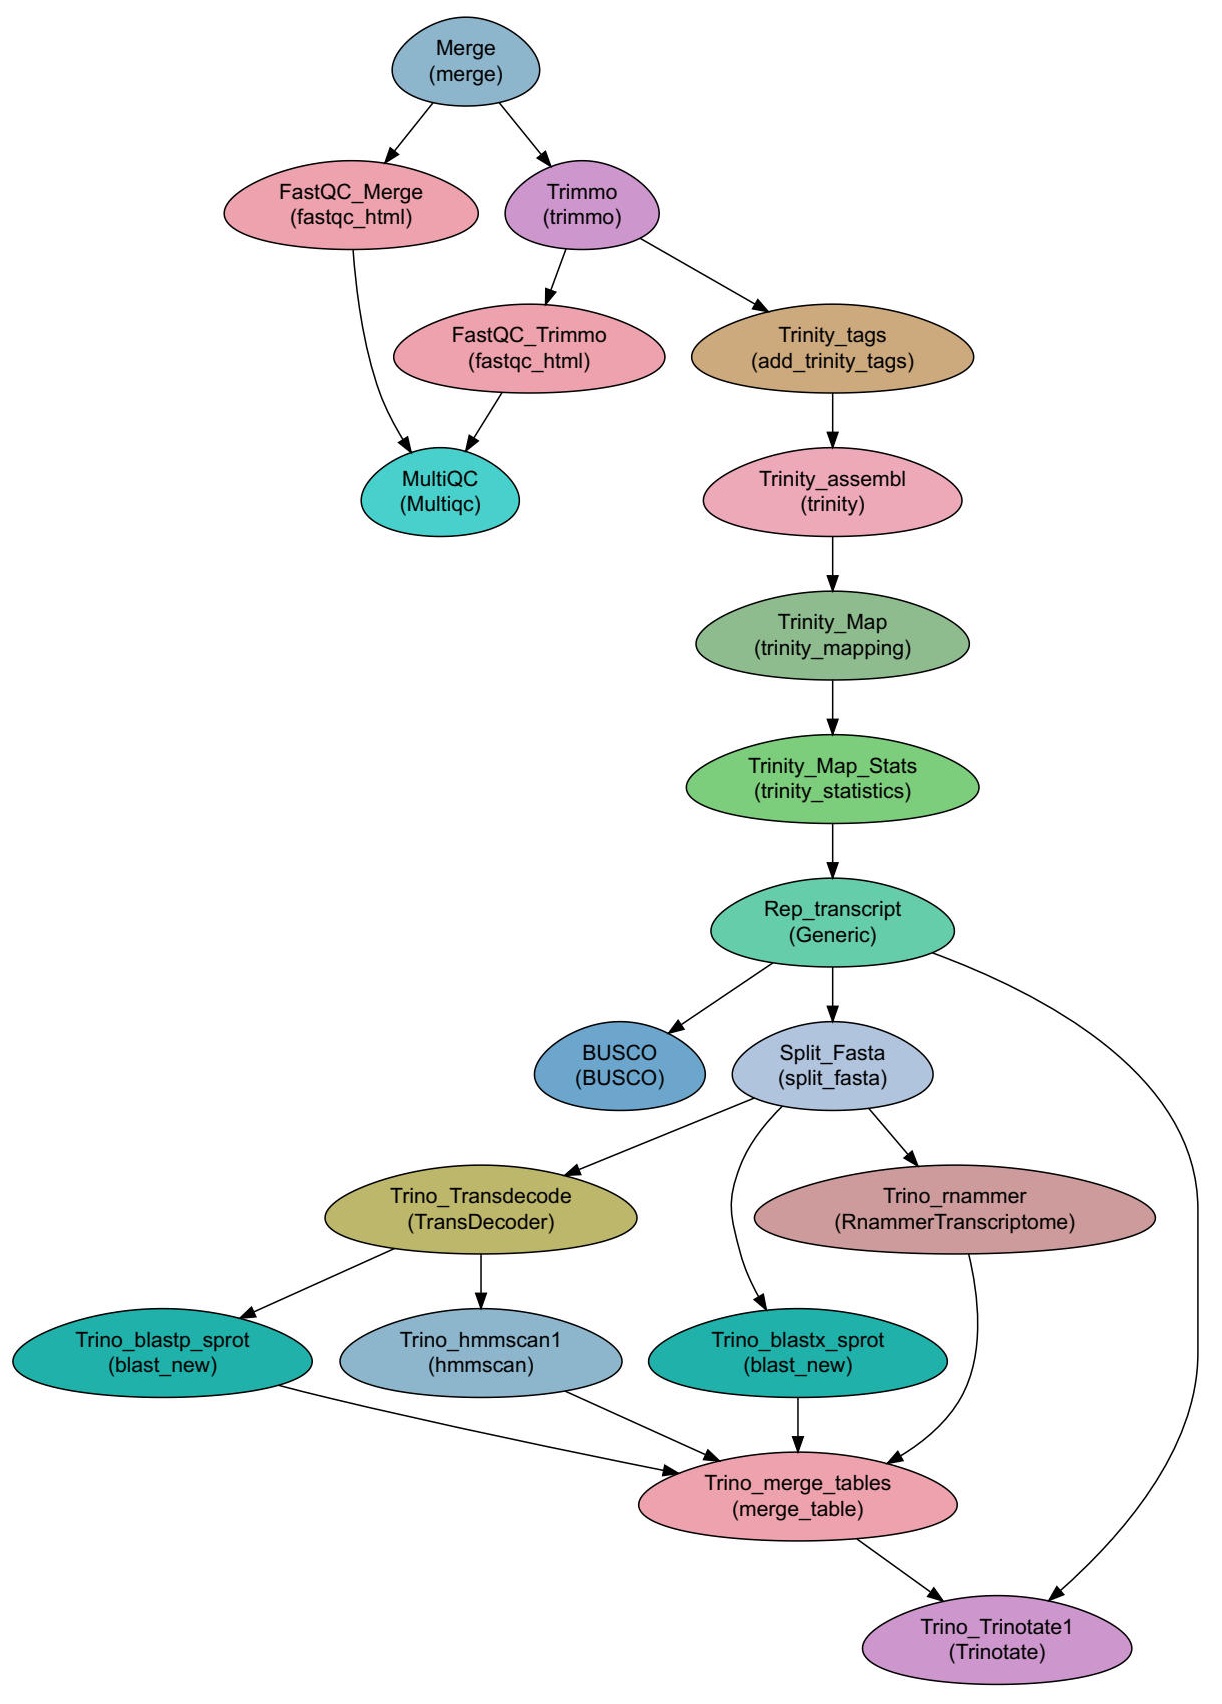 Merge
(merge)
FastQC_Merge
(fastqc_html)
Trimmo
(trimmo)
FastQC_Trimmo
(fastqc_html)
Trinity_tags
(add_trinity_tags)
MultiQC
(Multiqc)
Trinity_assembl
(trinity)
Trinity_Map
(trinity_mapping)
Trinity_Map_Stats
(trinity_statistics)
Rep_transcript
(Generic)
BUSCO
(BUSCO)
Split_Fasta
(split_fasta)
Trino_Transdecode
(TransDecoder)
Trino_rnammer
(RnammerTranscriptome)
Trino_blastp_sprot
(blast_new)
Trino_hmmscan1
(hmmscan)
Trino_blastx_sprot
(blast_new)
Trino_merge_tables
(merge_table)
Trino_Trinotate1
(Trinotate)